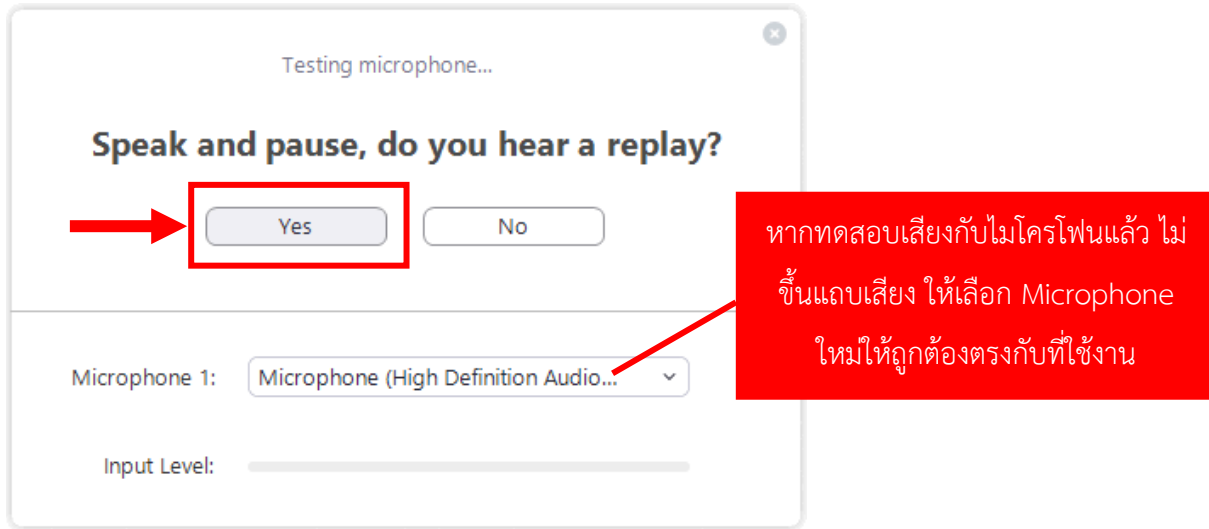 Testing microphone...
Speak and pause, do you hear a replay?
Yes
No
หากทดสอบเสียงกับไมโครโฟนแล้ว ไม่
ขึ้นแถบเสียง ให้เลือก Microphone
ใหม่ให้ถูกต้องตรงกับที่ใช้งาน
Microphone 1:
Microphone (High Definition Audio...
Input Level: